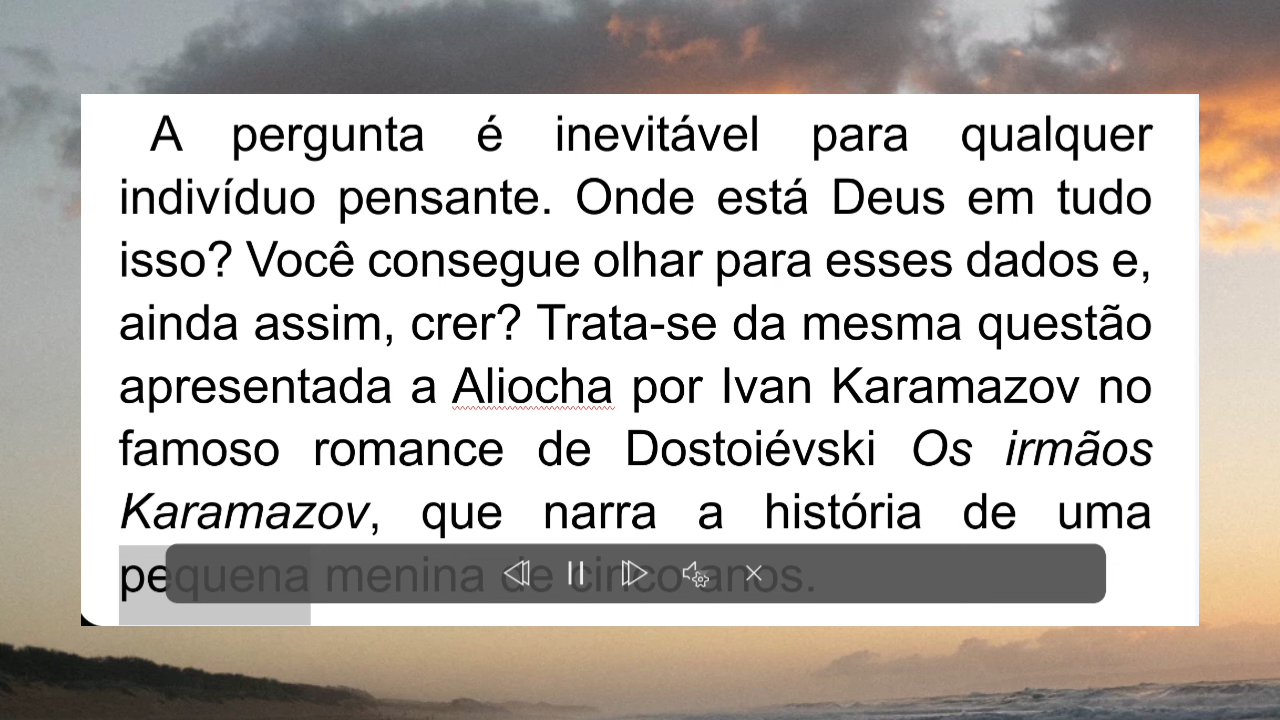 A pergunta é inevitável para qualquer
indivíduo pensante. Onde está Deus em tudo
isso? Você consegue olhar para esses dados e,
ainda assim, crer? Trata-se da mesma questão
apresentada a Aliocha por Ivan Karamazov no
famoso romance de Dostoiévski Os irmãos
Karamazov, que narra a história de uma
pequena menina de cinco anos.